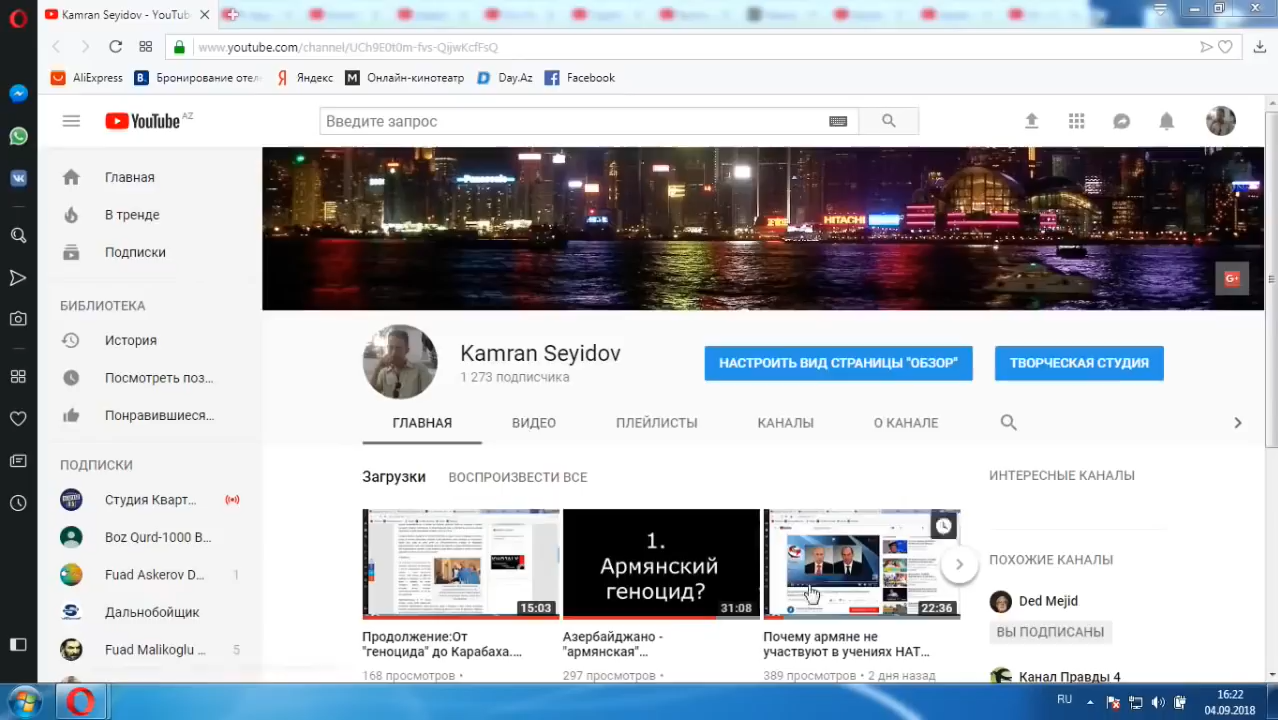 Kamran Seyidov - YouTub
www.youtube.com/channel/UCh9E0t0m-fvs-QijwKcfFsQ
AliExpress
Бронирование отел
Яндекс
Онлайн-кинотеатр
Day.Az
Facebook
YouTube AZ
Введите запрос
Главная
В тренде
Подписки
БИБЛИОТЕКА
История
Посмотреть поз...
Понравившиеся...
ПОДПИСКИ
Студия Кварт...
Boz Qurd-1000 B...
Fuad Askerov D... 1
Дальнобойщик
Fuad Malikoglu ... 5
Panasonic
HITACHI
G+
Kamran Seyidov
1 273 подписчика
НАСТРОИТЬ ВИД СТРАНИЦЫ "ОБЗОР"
ТВОРЧЕСКАЯ СТУДИЯ
ГЛАВНАЯ
ВИДЕО
ПЛЕЙЛИСТЫ
КАНАЛЫ
О КАНАЛЕ
Загрузки
ВОСПРОИЗВЕСТИ ВСЕ
15:03
Продолжение:От
"геноцида" до Карабаха....
168 просмотров •
1.
Армянский
геноцид?
31:08
Азербайджано -
"армянская"...
297 просмотров •
22:36
Почему армяне не
участвуют в учениях НАТ...
389 просмотров • 2 дня назад
ИНТЕРЕСНЫЕ КАНАЛЫ
ПОХОЖИЕ КАНАЛЫ
Ded Mejid
ВЫ ПОДПИСАНЫ
Канал Правды 4
RU
16:22
04.09.2018